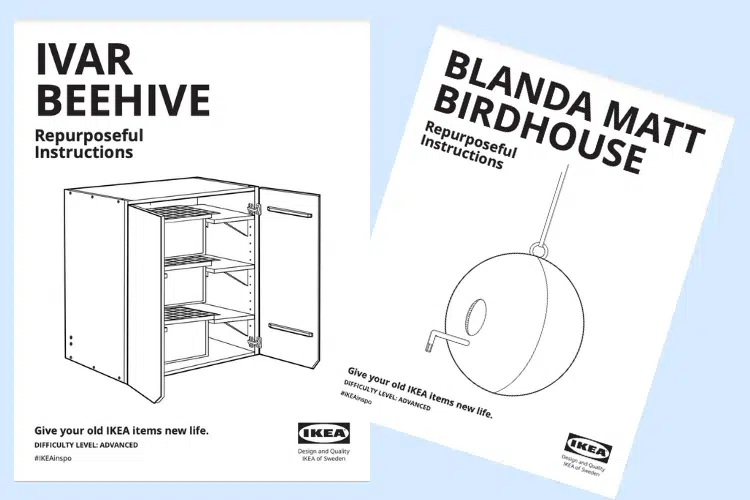 IVAR
BEEHIVE
Repurposeful
Instructions
Give your old IKEA items new life.
DIFFICULTY LEVEL: ADVANCED
#IKEAinspo
IKEA
Design and Quality
IKEA of Sweden
BLANDA MATT
BIRDHOUSE
Repurposeful
Instructions
Give your old IKEA items new life.
DIFFICULTY LEVEL: ADVANCED
#IKEAinspo
IKEA
Design and Quality
IKEA of Sweden